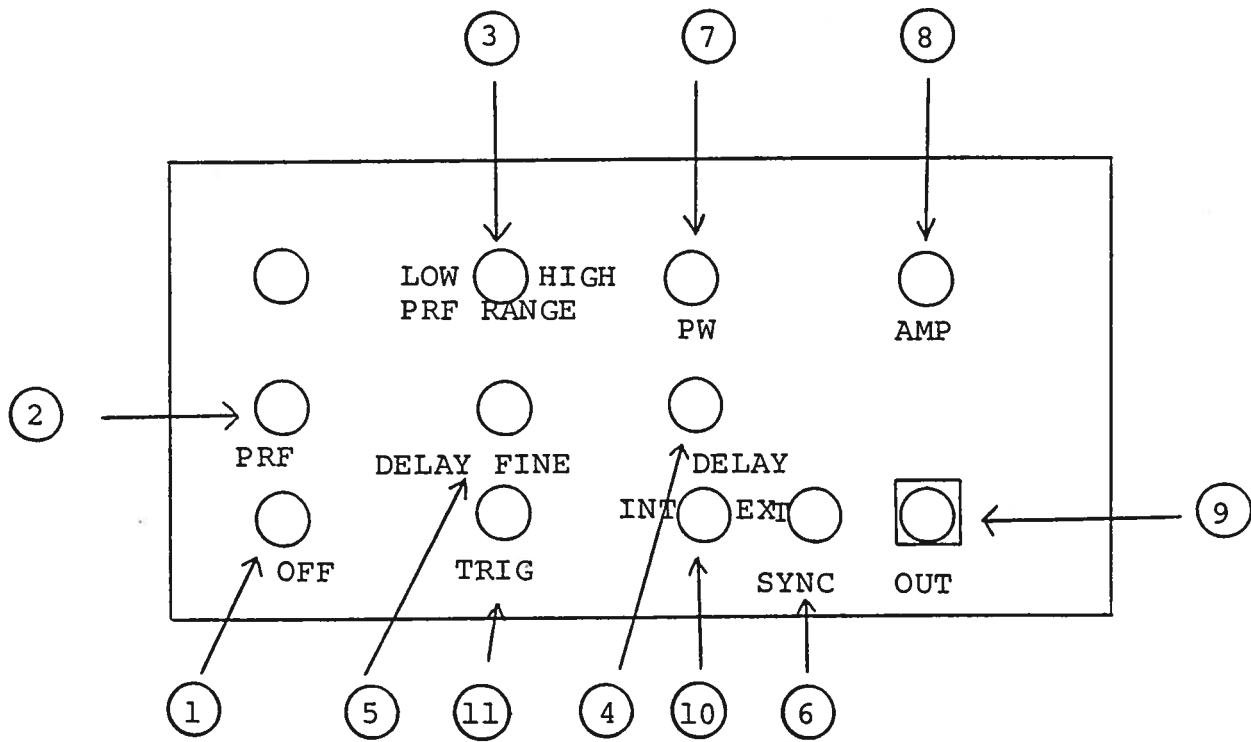 3 7 8
LOW HIGH
PRF RANGE
PW AMP
2
PRF DELAY FINE DELAY
INT EXT
9
OFF TRIG SYNC OUT
1 5 11 4 10 6